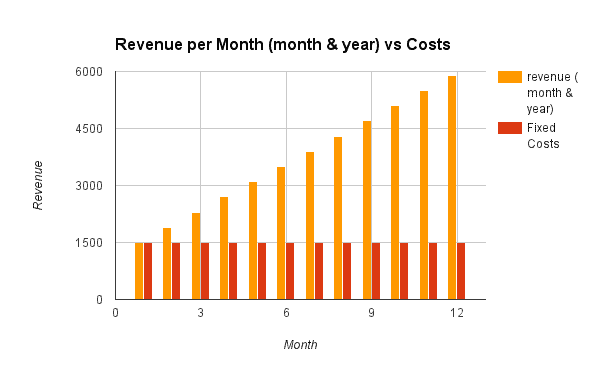 Revenue per Month (month & year) vs Costs
6000
4500
3000
1500
0
Revenue
0 3 6 9 12
Month
revenue (
month &
year)
Fixed
Costs